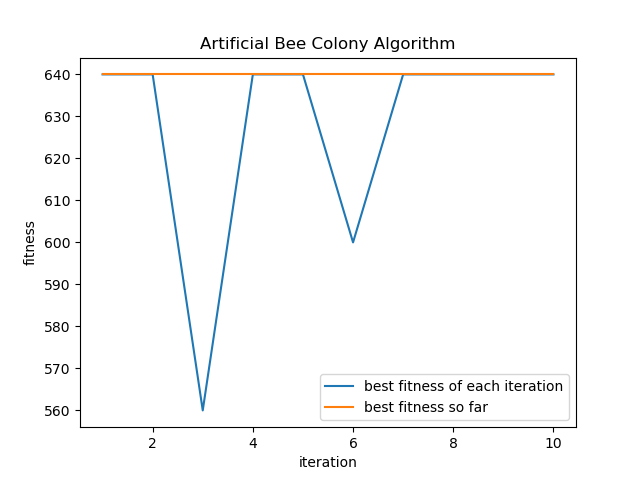 Artificial Bee Colony Algorithm
640
630
620
610
600
590
580
570
560
fitness
best fitness of each iteration
best fitness so far
2 4 6 8 10
iteration